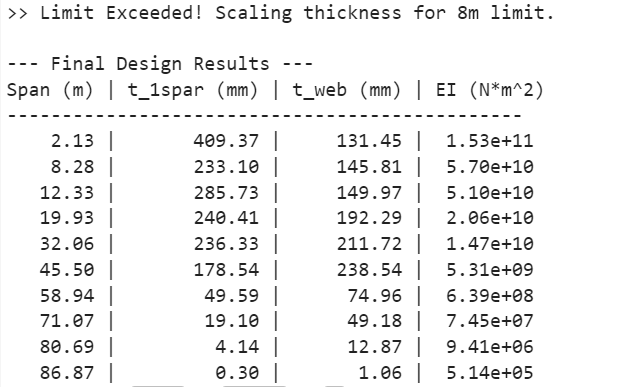 >> Limit Exceeded! Scaling thickness for 8m limit.
--- Final Design Results ---
Span (m) | t_1spar (mm) | t_web (mm) | EI (N*m^2)
--------------------------------------------------
2.13 | 409.37 | 131.45 | 1.53e+11
8.28 | 233.10 | 145.81 | 5.70e+10
12.33 | 285.73 | 149.97 | 5.10e+10
19.93 | 240.41 | 192.29 | 2.06e+10
32.06 | 236.33 | 211.72 | 1.47e+10
45.50 | 178.54 | 238.54 | 5.31e+09
58.94 | 49.59 | 74.96 | 6.39e+08
71.07 | 19.10 | 49.18 | 7.45e+07
80.69 | 4.14 | 12.87 | 9.41e+06
86.87 | 0.30 | 1.06 | 5.14e+05